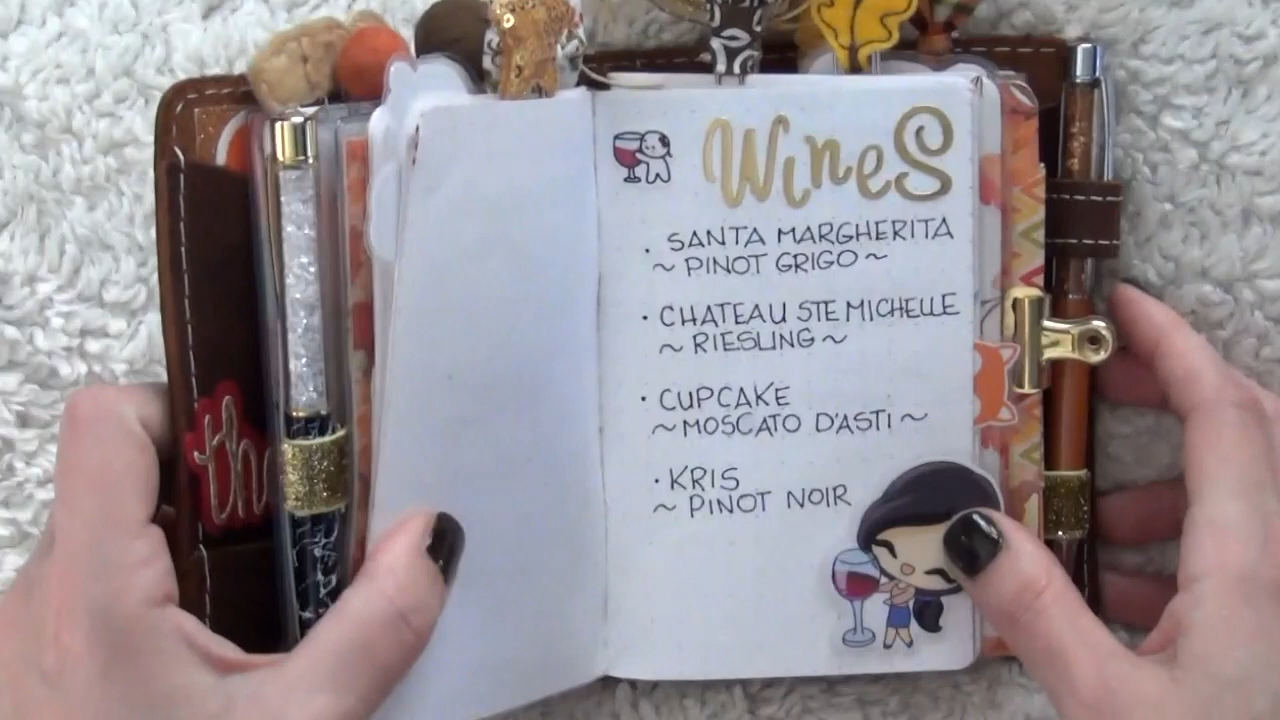 Wines
· SANTA MARGHERITA
~ PINOT GRIGO ~
· CHATEAU STE MICHELLE
~ RIESLING ~
· CUPCAKE
~ MOSCATO D'ASTI ~
· KRIS
~ PINOT NOIR